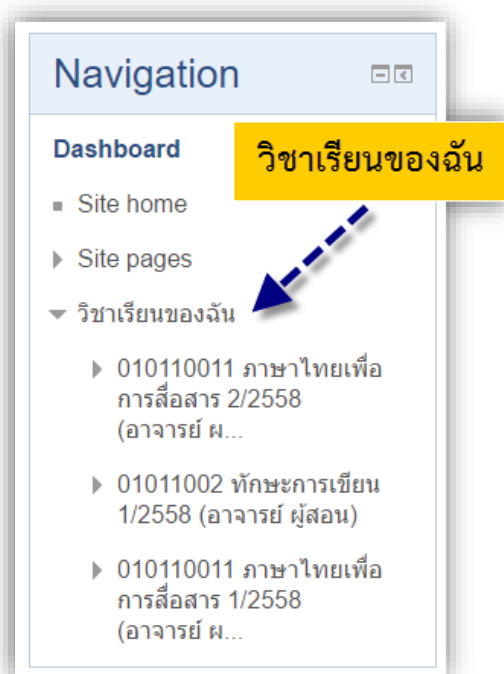 Navigation
Dashboard
วิชาเรียนของฉัน
Site home
Site pages
วิชาเรียนของฉัน
010110011 ภาษาไทยเพื่อ
การสื่อสาร 2/2558
(อาจารย์ ผ...
01011002 ทักษะการเขียน
1/2558 (อาจารย์ ผู้สอน)
010110011 ภาษาไทยเพื่อ
การสื่อสาร 1/2558
(อาจารย์ ผ...